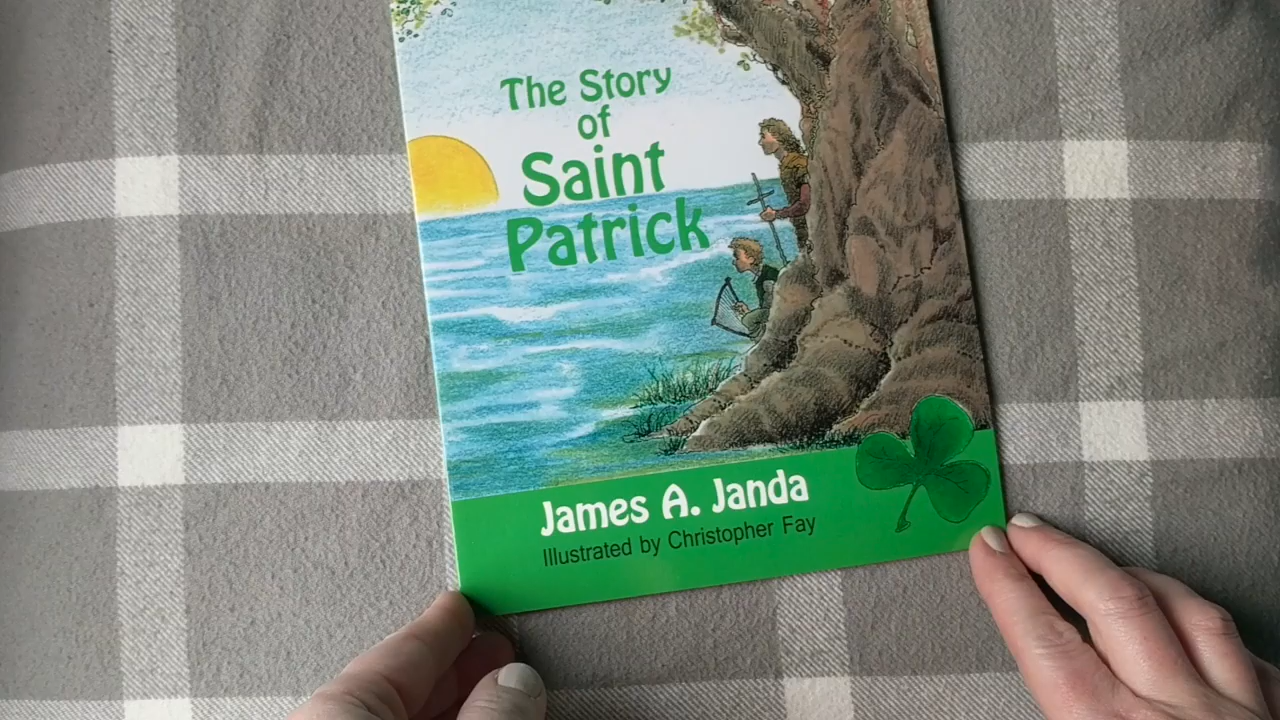 The Story
of
Saint
Patrick
James A. Janda
Illustrated by Christopher Fay